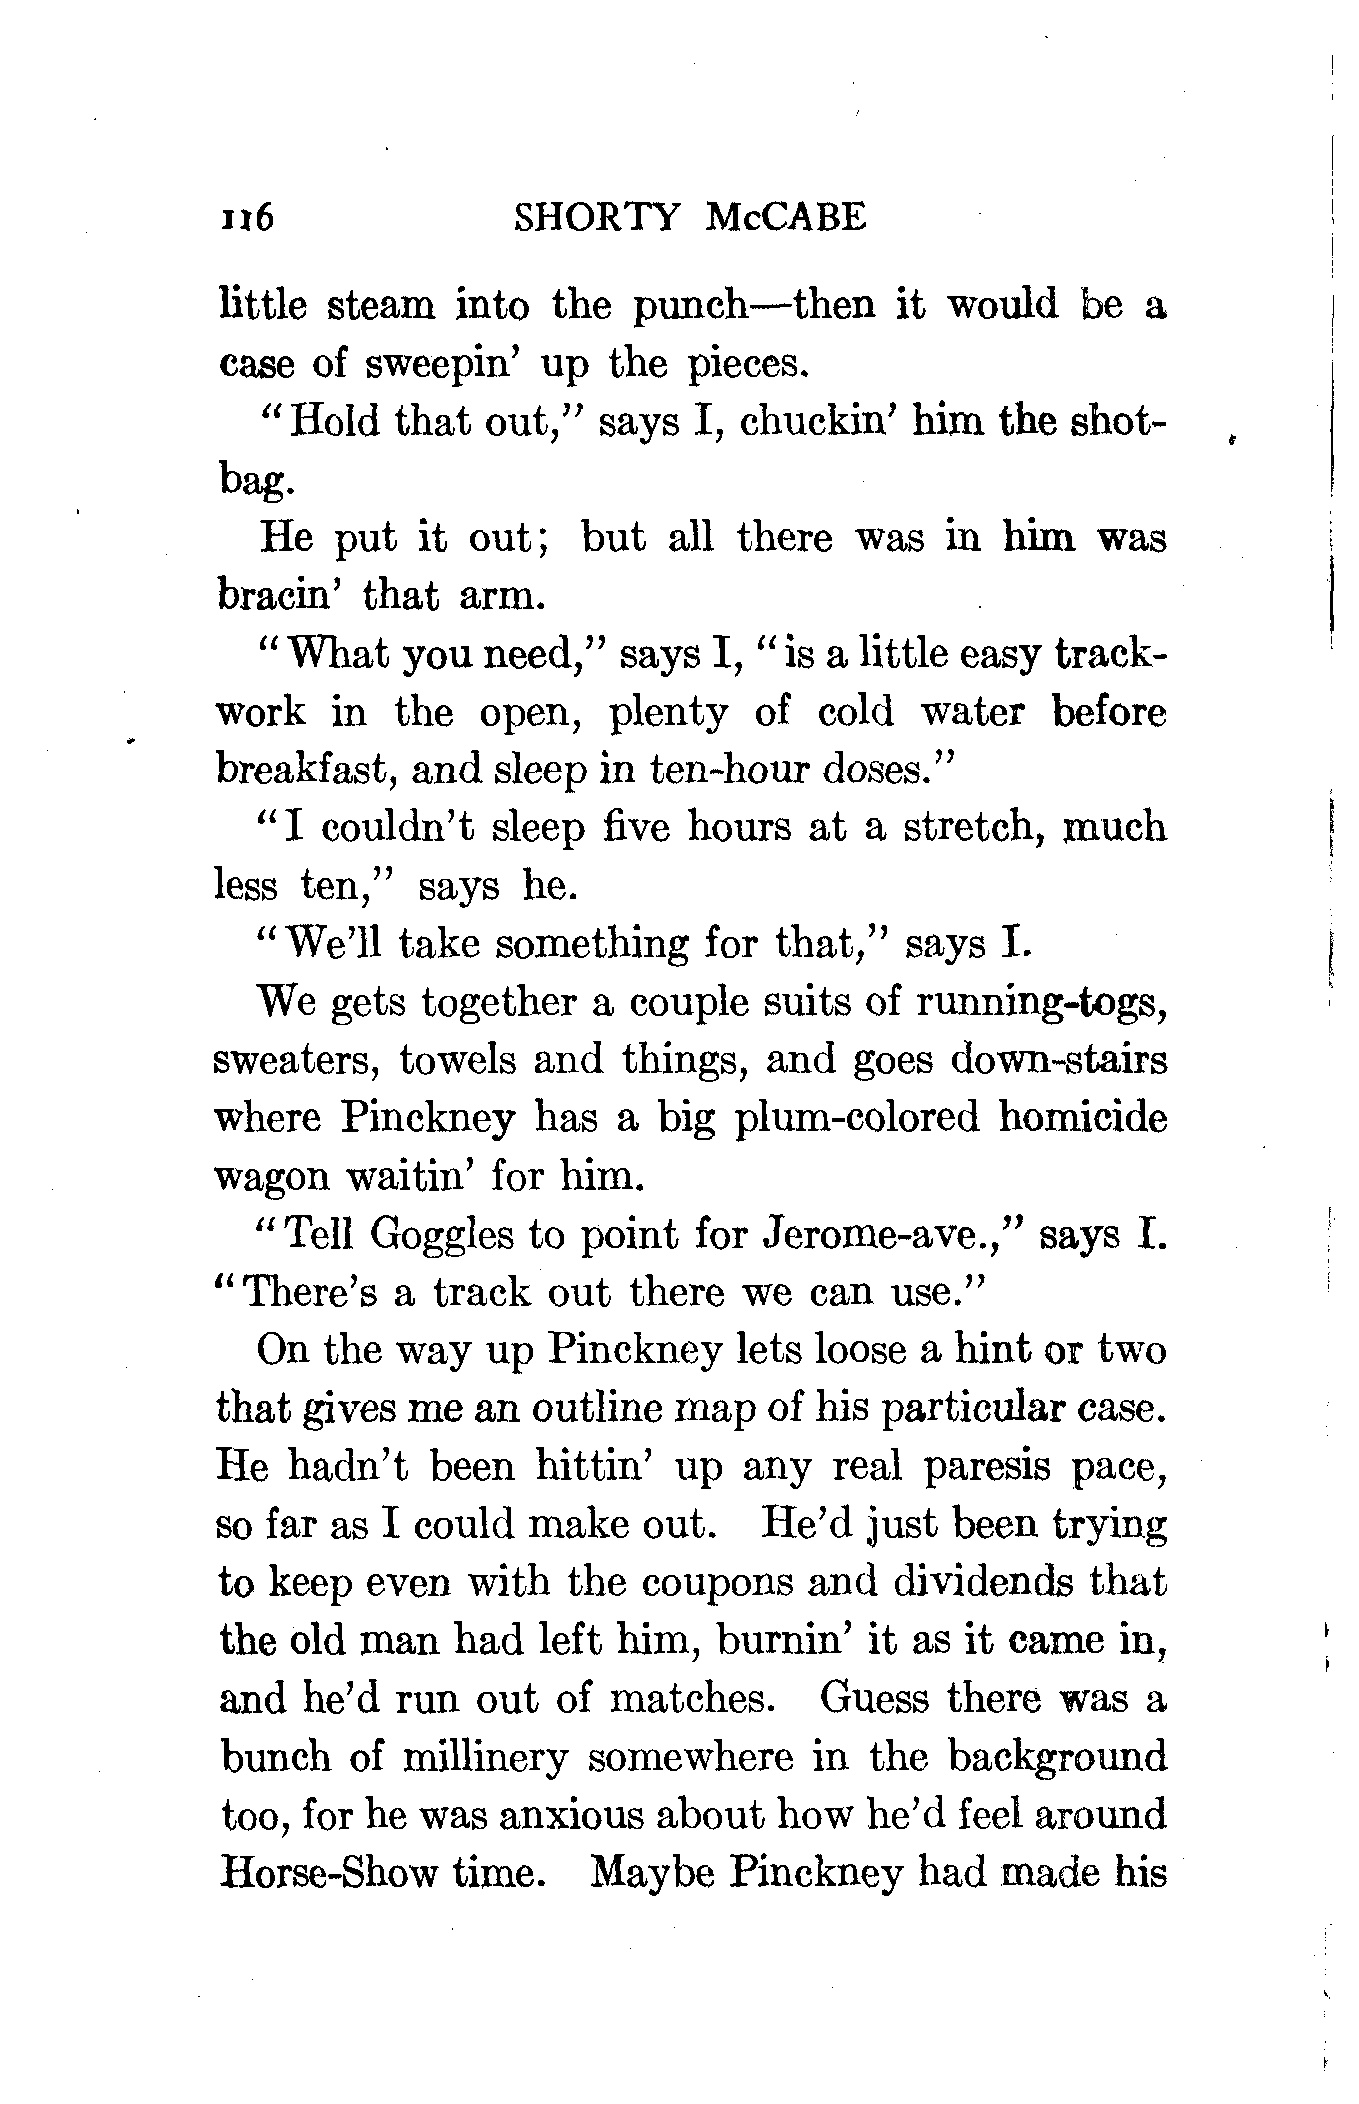 116 SHORTY McCABE
little steam into the punch—then it would be a
case of sweepin' up the pieces.
"Hold that out," says I, chuckin' him the shot-
bag.
He put it out; but all there was in him was
bracin' that arm.
"What you need," says I, "is a little easy track-
work in the open, plenty of cold water before
breakfast, and sleep in ten-hour doses."
"I couldn't sleep five hours at a stretch, much
less ten," says he.
"We'll take something for that," says I.
We gets together a couple suits of running-togs,
sweaters, towels and things, and goes down-stairs
where Pinckney has a big plum-colored homicide
wagon waitin' for him.
"Tell Goggles to point for Jerome-ave.," says I.
"There's a track out there we can use."
On the way up Pinckney lets loose a hint or two
that gives me an outline map of his particular case.
He hadn't been hittin' up any real paresis pace,
so far as I could make out. He'd just been trying
to keep even with the coupons and dividends that
the old man had left him, burnin' it as it came in,
and he'd run out of matches. Guess there was a
bunch of millinery somewhere in the background
too, for he was anxious about how he'd feel around
Horse-Show time. Maybe Pinckney had made his